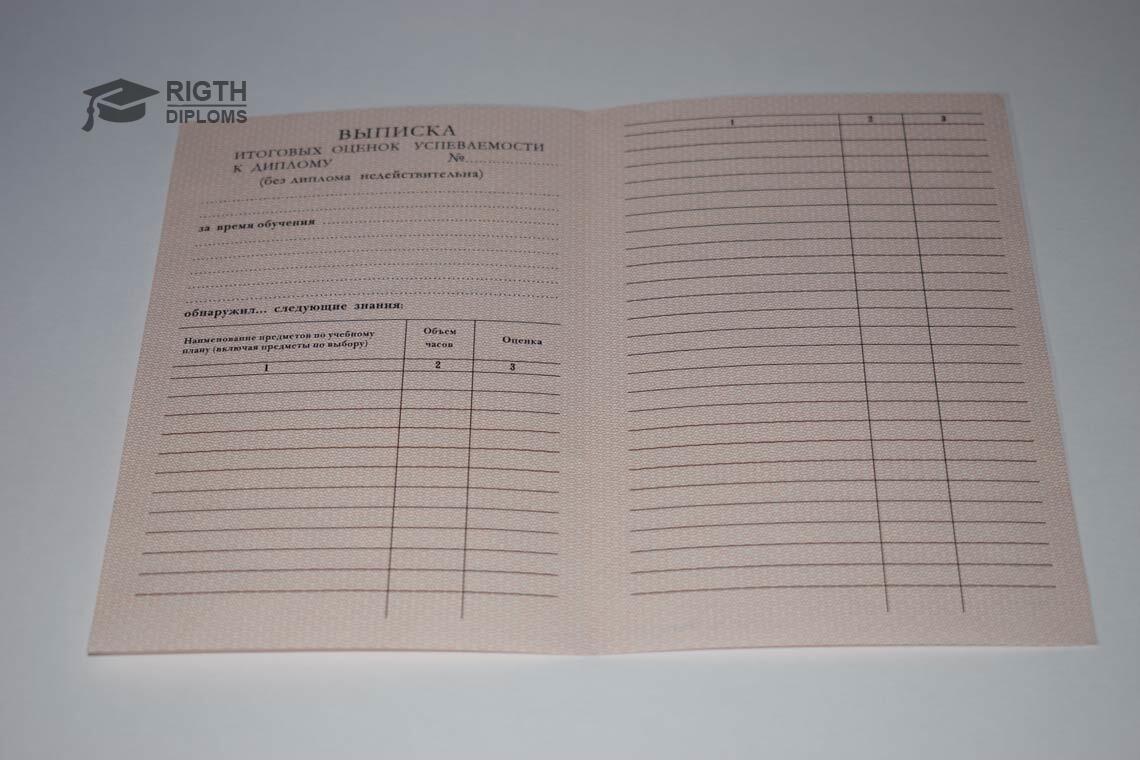 RIGTH
DIPLOMS
ВЫПИСКА
ИТОГОВЫХ ОЦЕНОК УСПЕВАЕМОСТИ
К ДИПЛОМУ №
(без диплома недействительна)
за время обучения
обнаружил... следующие знания:
Наименование предметов по учебному
плану (включая предметы по выбору)
Объем
часов
Оценка
1 2 3
1 2 3